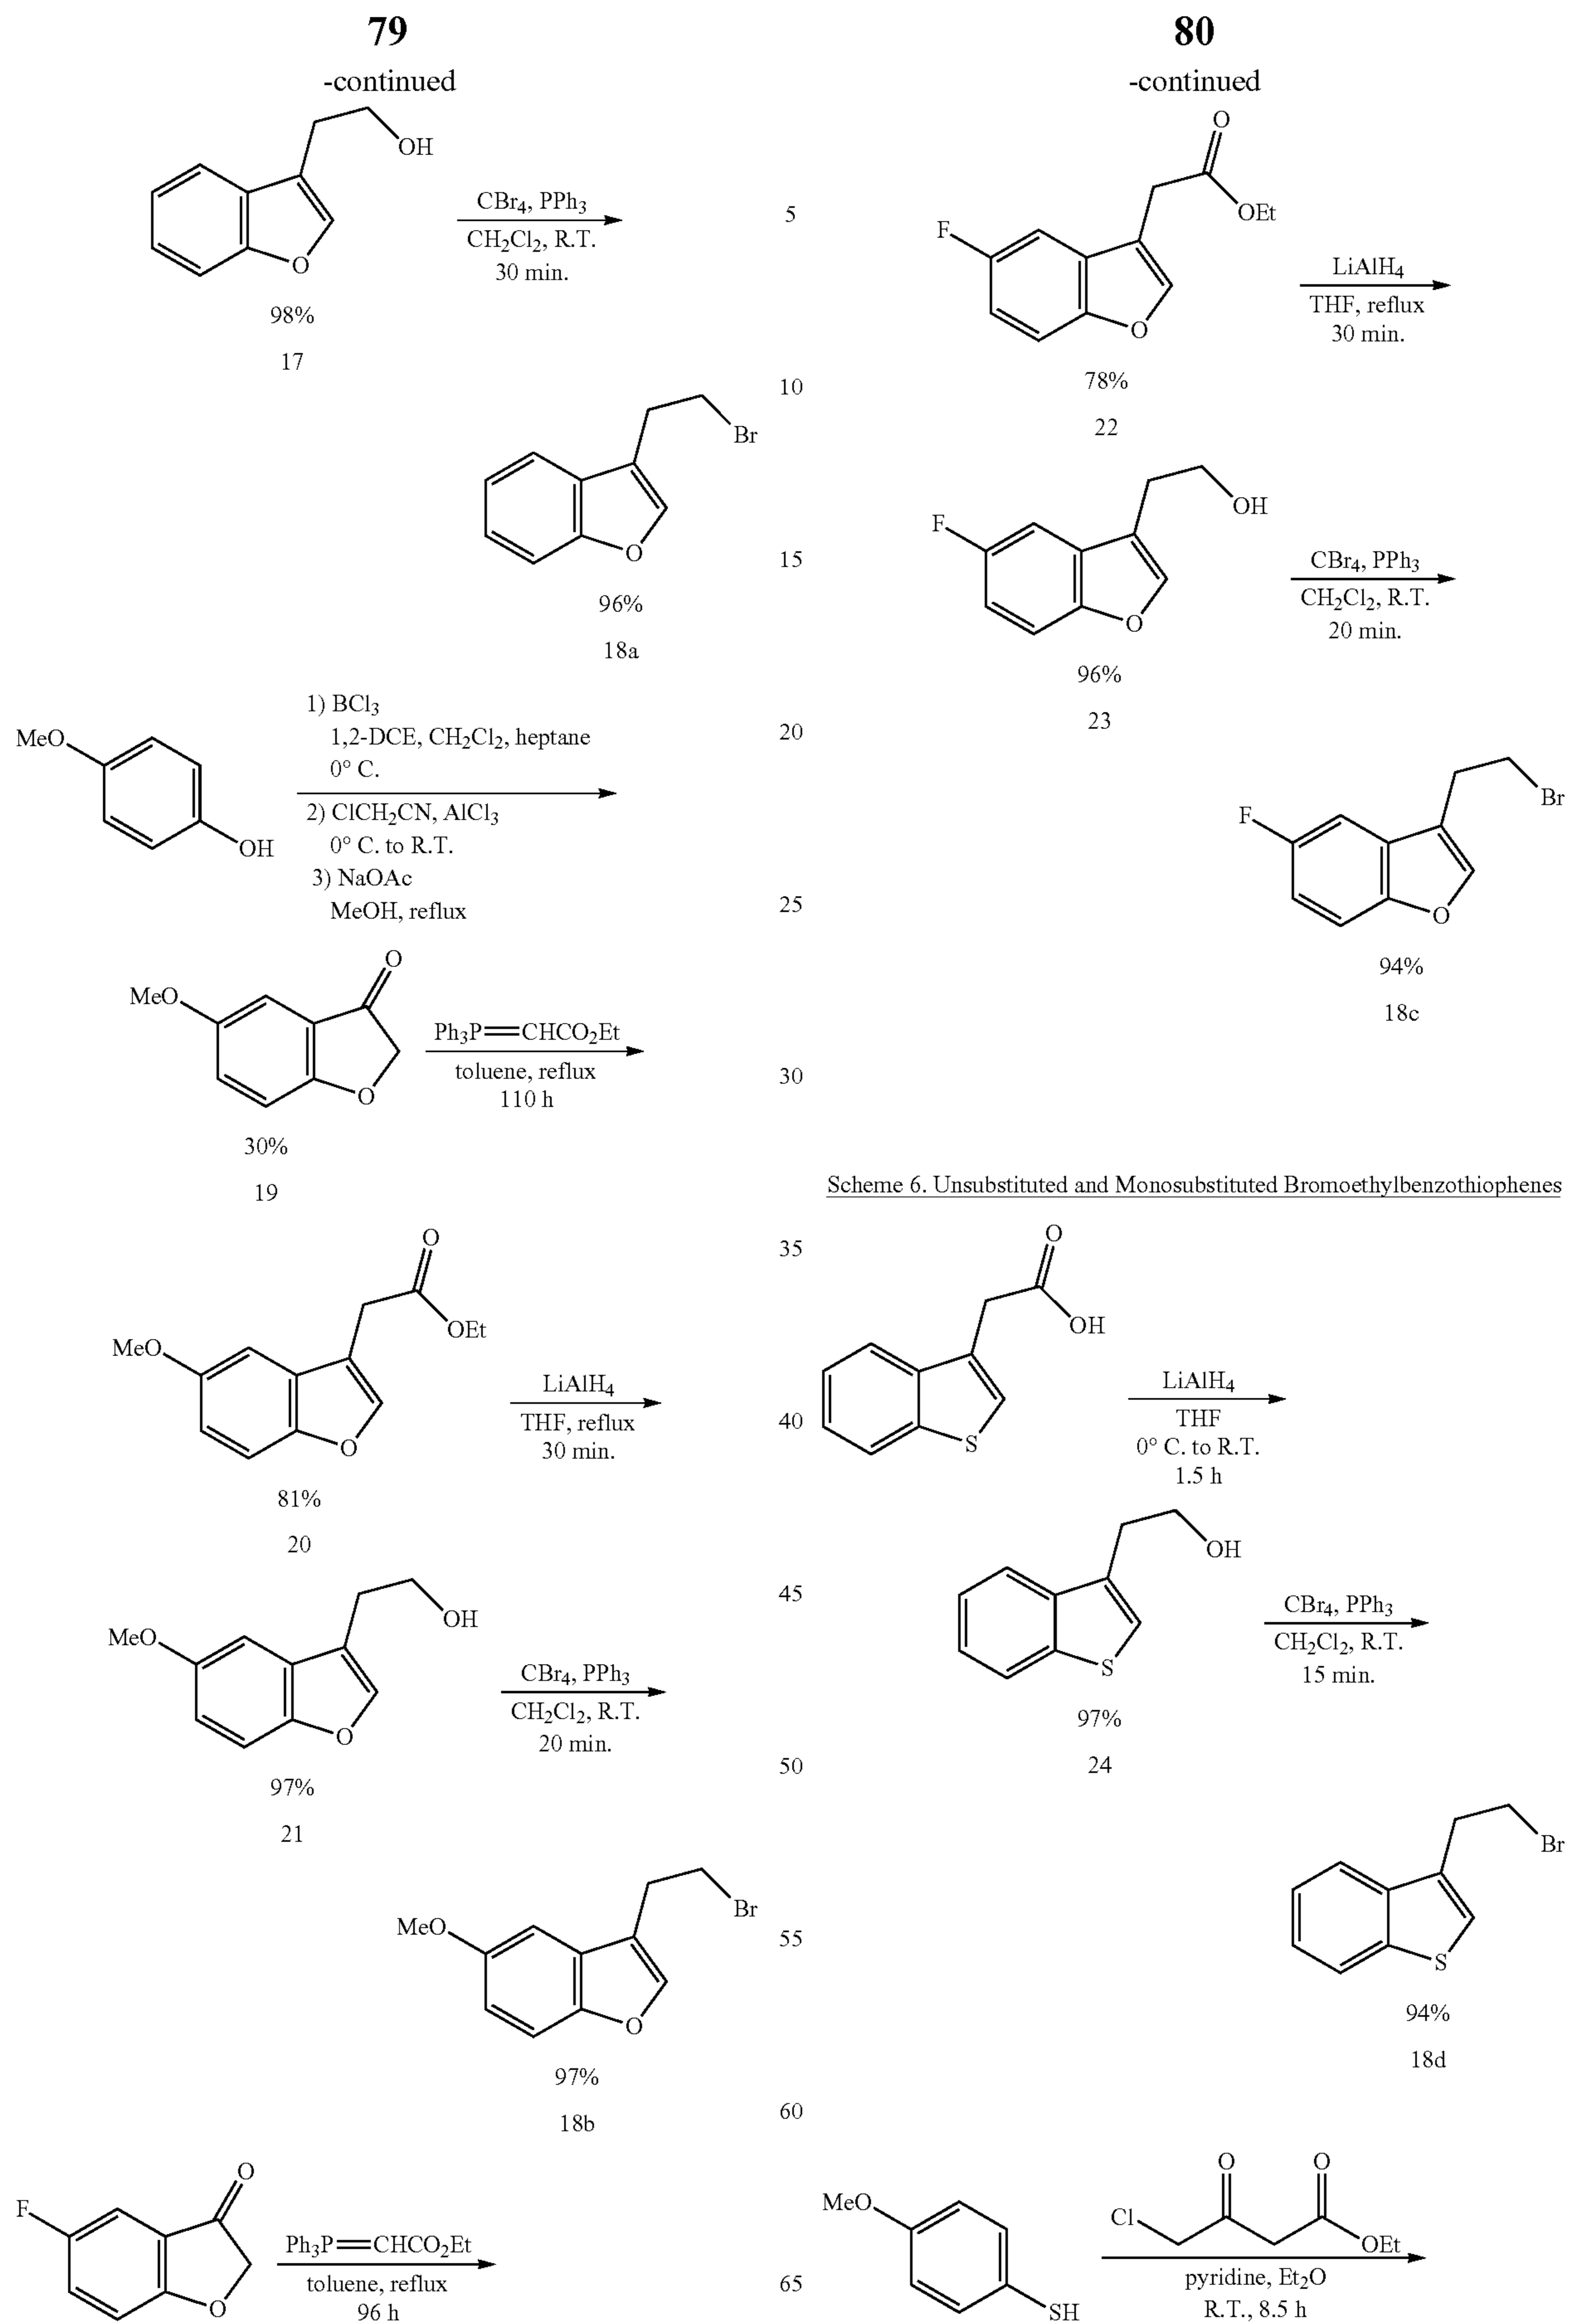 79
-continued
OH
O
CBr4, PPh3
CH2Cl2, R.T.
30 min.
98%
17
Br
O
96%
18a
MeO
OH
1) BCl3
1,2-DCE, CH2Cl2, heptane
0° C.
2) ClCH2CN, AlCl3
0° C. to R.T.
3) NaOAc
MeOH, reflux
O
MeO
O
Ph3P=CHCO2Et
toluene, reflux
110 h
30%
19
O
OEt
MeO
O
LiAlH4
THF, reflux
30 min.
81%
20
OH
MeO
O
CBr4, PPh3
CH2Cl2, R.T.
20 min.
97%
21
Br
MeO
O
97%
18b
O
F
O
Ph3P=CHCO2Et
toluene, reflux
96 h
5
10
15
20
25
30
35
40
45
50
55
60
65
80
-continued
O
OEt
F
O
LiAlH4
THF, reflux
30 min.
78%
22
OH
F
O
CBr4, PPh3
CH2Cl2, R.T.
20 min.
96%
23
Br
F
O
94%
18c
Scheme 6. Unsubstituted and Monosubstituted Bromoethylbenzothiophenes
O
OH
S
LiAlH4
THF
0° C. to R.T.
1.5 h
OH
S
CBr4, PPh3
CH2Cl2, R.T.
15 min.
97%
24
Br
S
94%
18d
MeO
SH
O O
Cl
OEt
pyridine, Et2O
R.T., 8.5 h